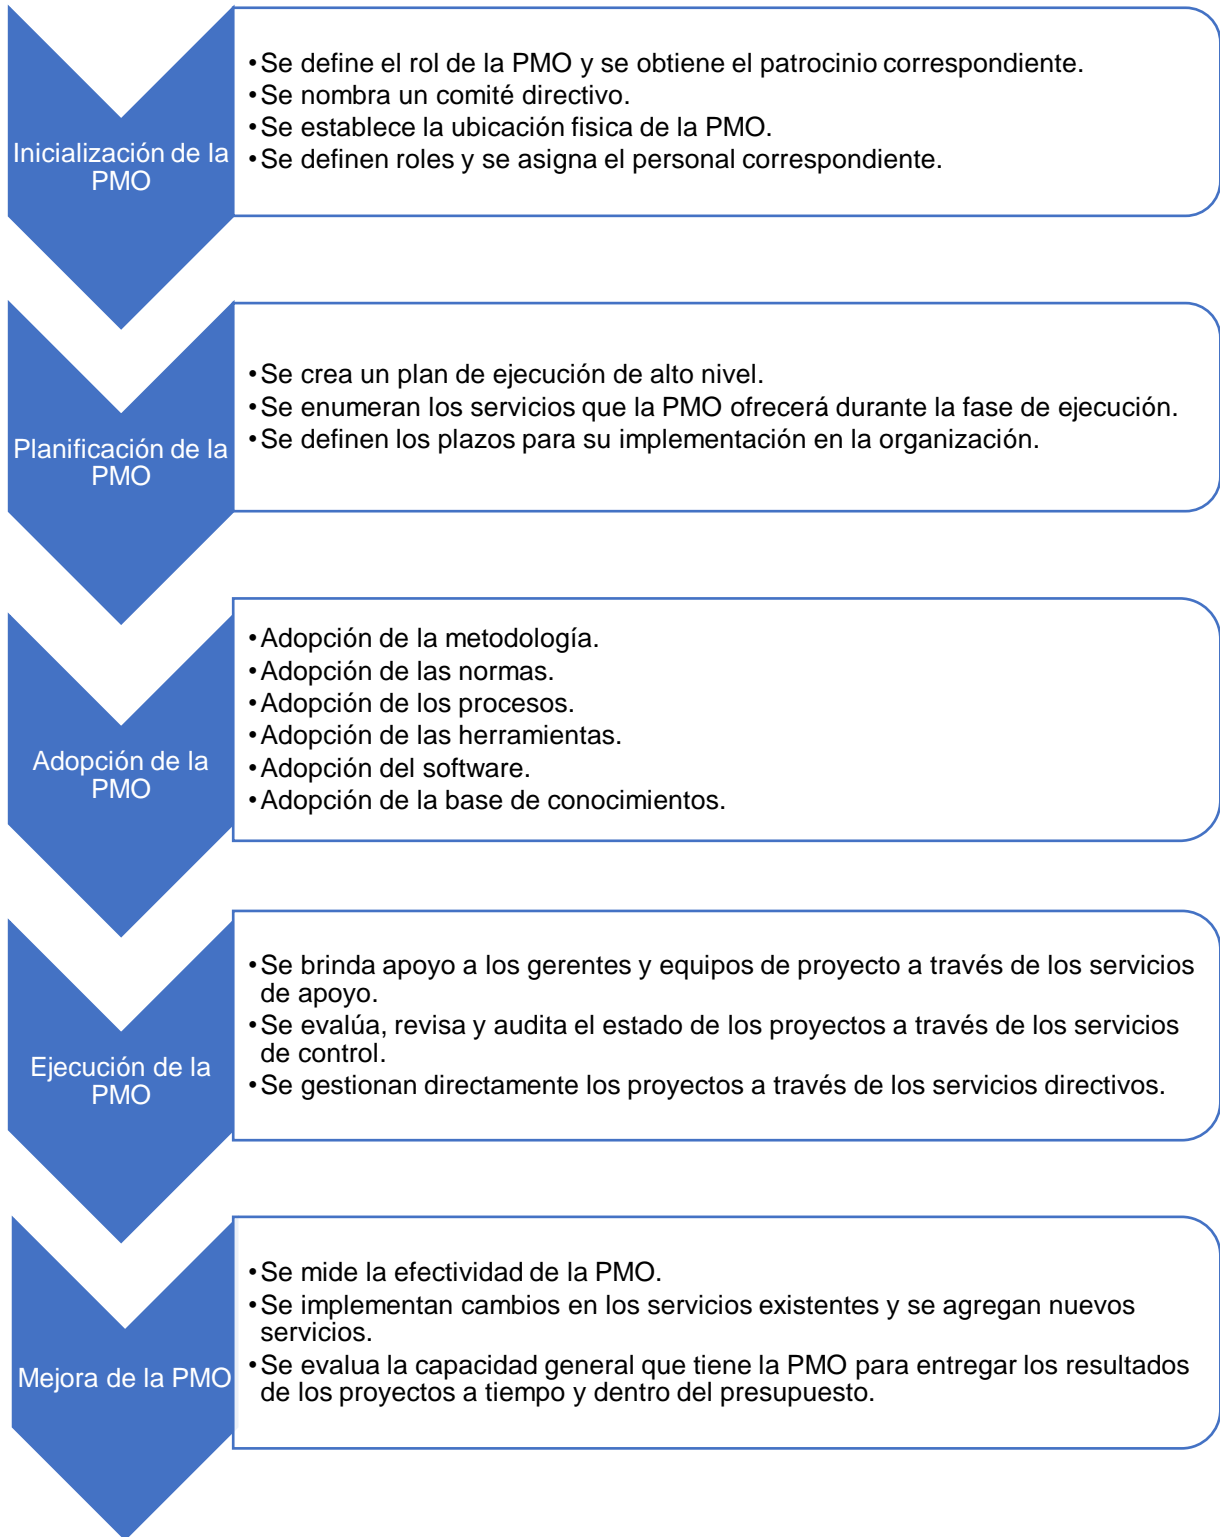 Inicialización de la
PMO
•Se define el rol de la PMO y se obtiene el patrocinio correspondiente.
•Se nombra un comité directivo.
•Se establece la ubicación fisica de la PMO.
•Se definen roles y se asigna el personal correspondiente.
Planificación de la
PMO
•Se crea un plan de ejecución de alto nivel.
•Se enumeran los servicios que la PMO ofrecerá durante la fase de ejecución.
•Se definen los plazos para su implementación en la organización.
Adopción de la
PMO
•Adopción de la metodología.
•Adopción de las normas.
•Adopción de los procesos.
•Adopción de las herramientas.
•Adopción del software.
•Adopción de la base de conocimientos.
Ejecución de la
PMO
•Se brinda apoyo a los gerentes y equipos de proyecto a través de los servicios
de apoyo.
•Se evalúa, revisa y audita el estado de los proyectos a través de los servicios
de control.
•Se gestionan directamente los proyectos a través de los servicios directivos.
Mejora de la PMO
•Se mide la efectividad de la PMO.
•Se implementan cambios en los servicios existentes y se agregan nuevos
servicios.
•Se evalua la capacidad general que tiene la PMO para entregar los resultados
de los proyectos a tiempo y dentro del presupuesto.